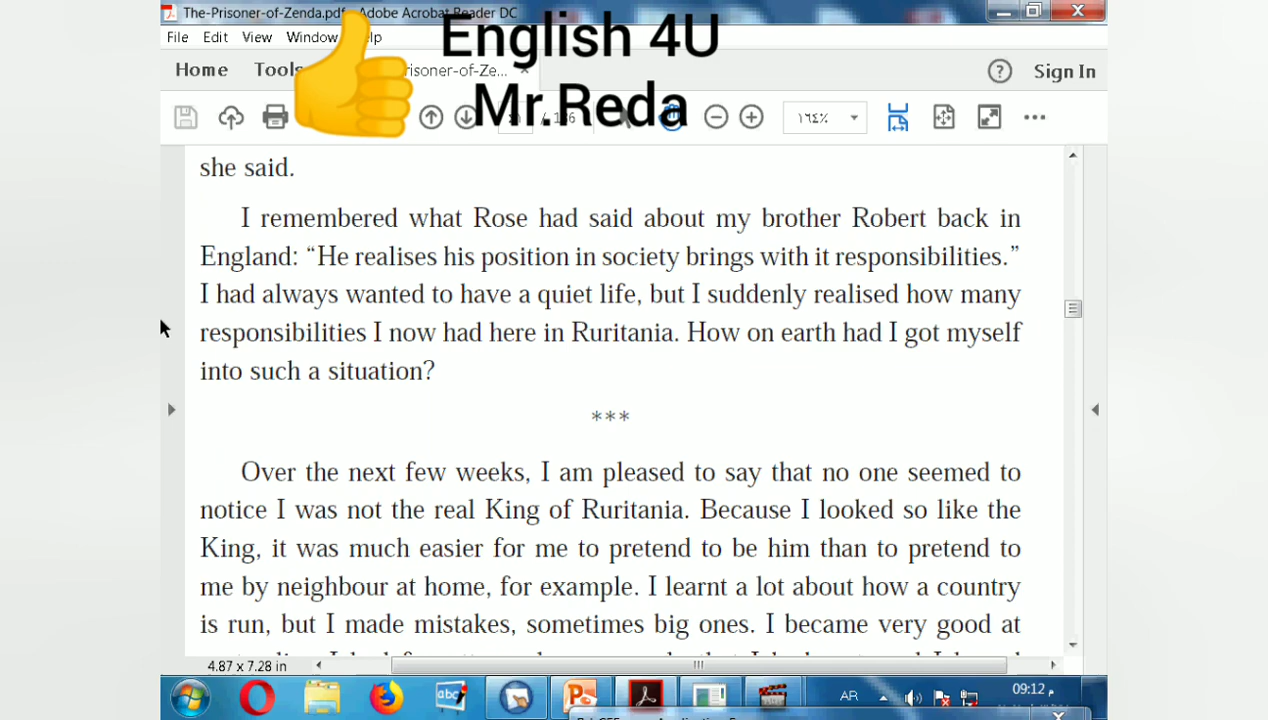 The-Prisoner-of-Zenda.pdf - Adobe Acrobat Reader DC
English 4U
Mr.Reda
File Edit View Window
Home Tools risoner-of-Ze... ×
? Sign In
١٦٤٪
she said.
I remembered what Rose had said about my brother Robert back in
England: “He realises his position in society brings with it responsibilities.”
I had always wanted to have a quiet life, but I suddenly realised how many
responsibilities I now had here in Ruritania. How on earth had I got myself
into such a situation?
***
Over the next few weeks, I am pleased to say that no one seemed to
notice I was not the real King of Ruritania. Because I looked so like the
King, it was much easier for me to pretend to be him than to pretend to
me by neighbour at home, for example. I learnt a lot about how a country
is run, but I made mistakes, sometimes big ones. I became very good at
4.87 x 7.28 in
abc
AR
09:12 م